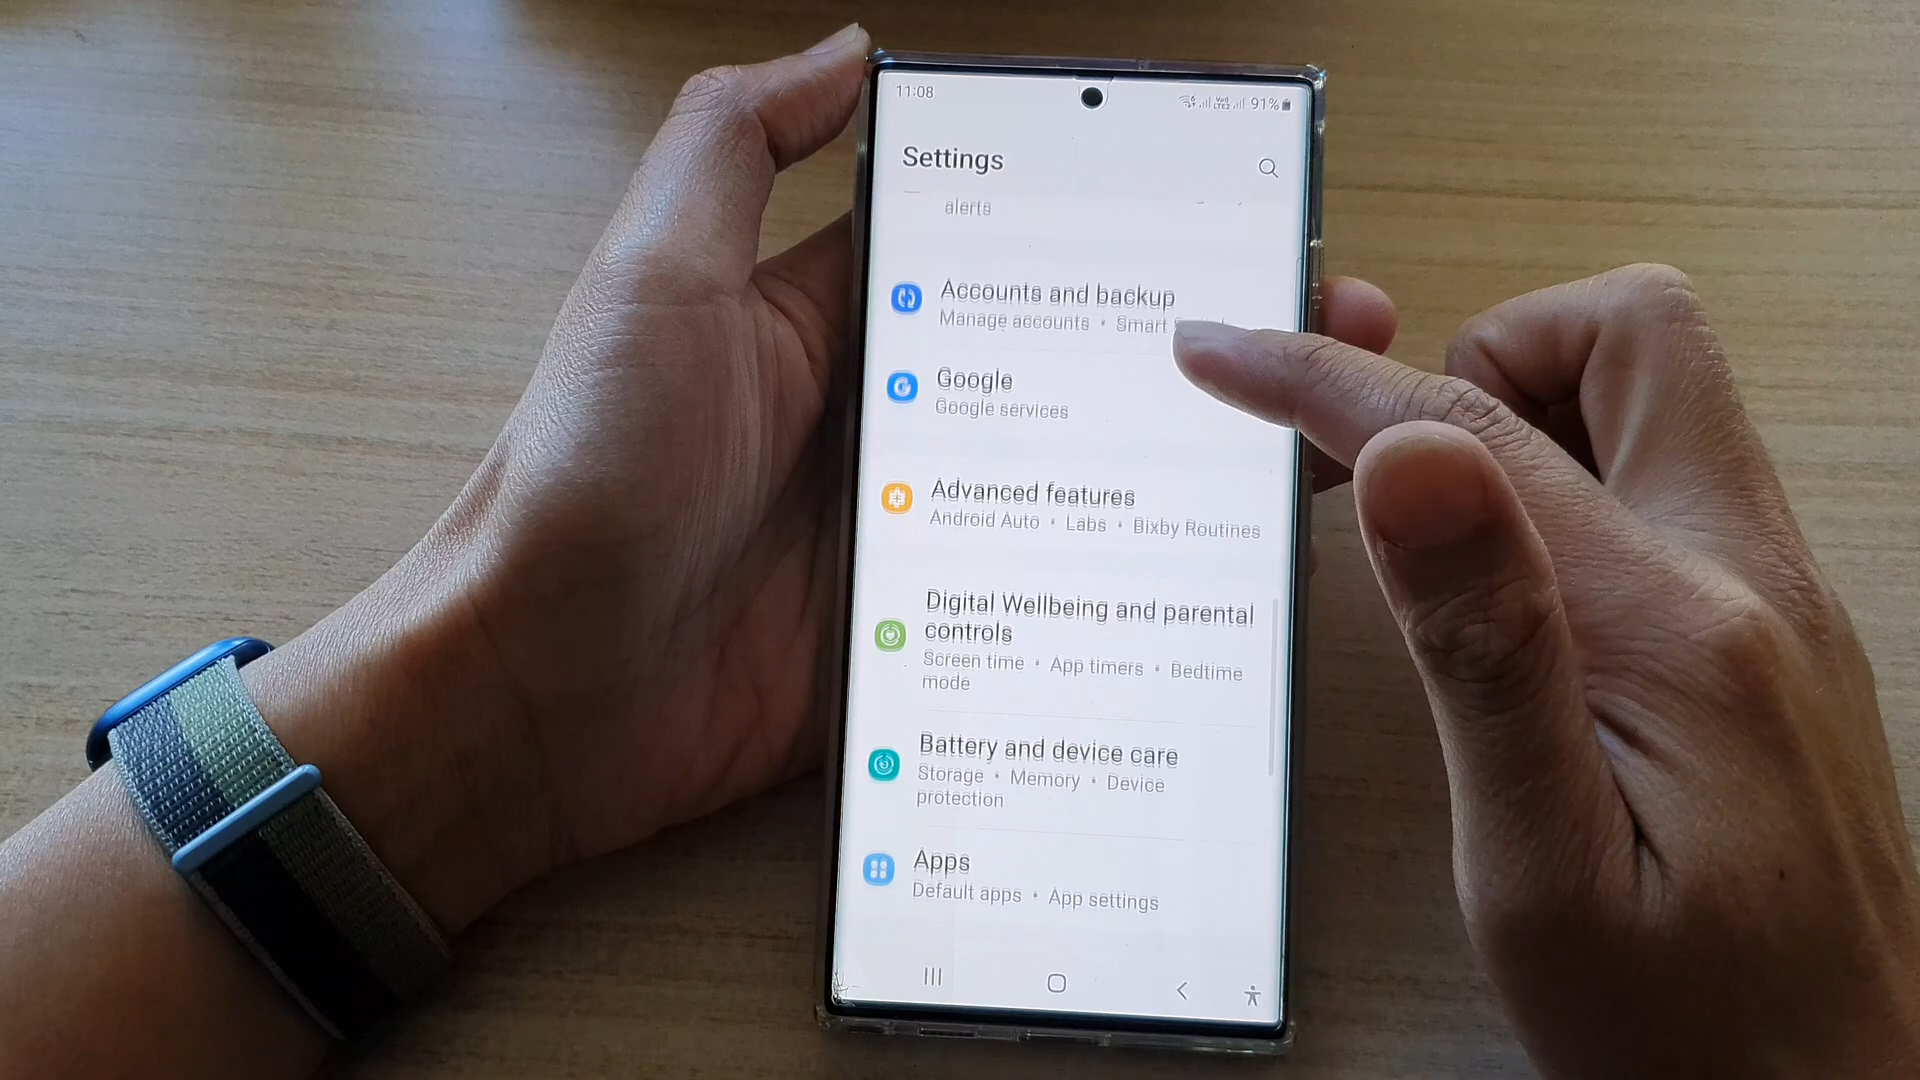 11:08
91%
Settings
alerts
Accounts and backup
Manage accounts • Smart
Google
Google services
Advanced features
Android Auto • Labs • Bixby Routines
Digital Wellbeing and parental
controls
Screen time • App timers • Bedtime
mode
Battery and device care
Storage • Memory • Device
protection
Apps
Default apps • App settings